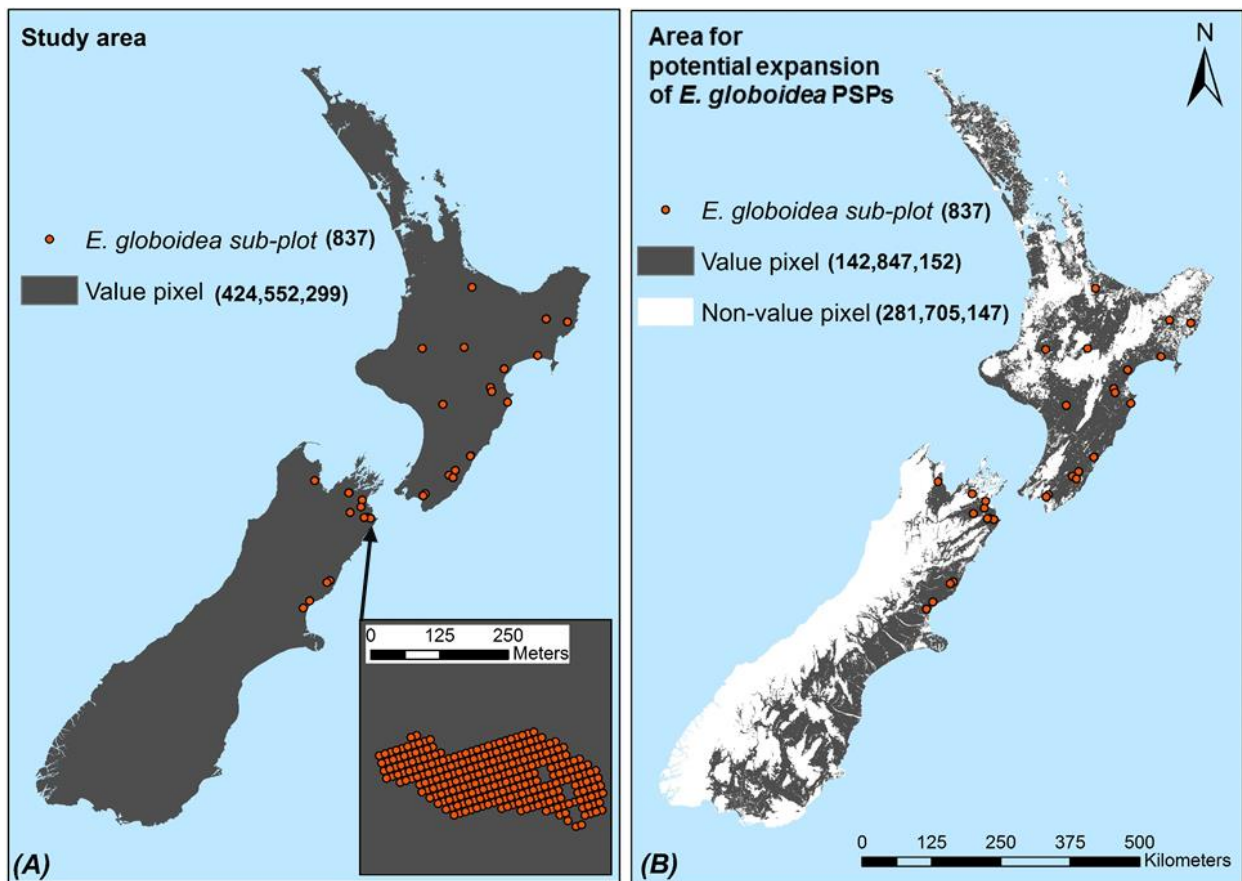 Study area
E. globoidea sub-plot (837)
Value pixel (424,552,299)
0 125 250
Meters
(A)
Area for
potential expansion
of E. globoidea PSPs
N
E. globoidea sub-plot (837)
Value pixel (142,847,152)
Non-value pixel (281,705,147)
0 125 250 375 500
Kilometers
(B)